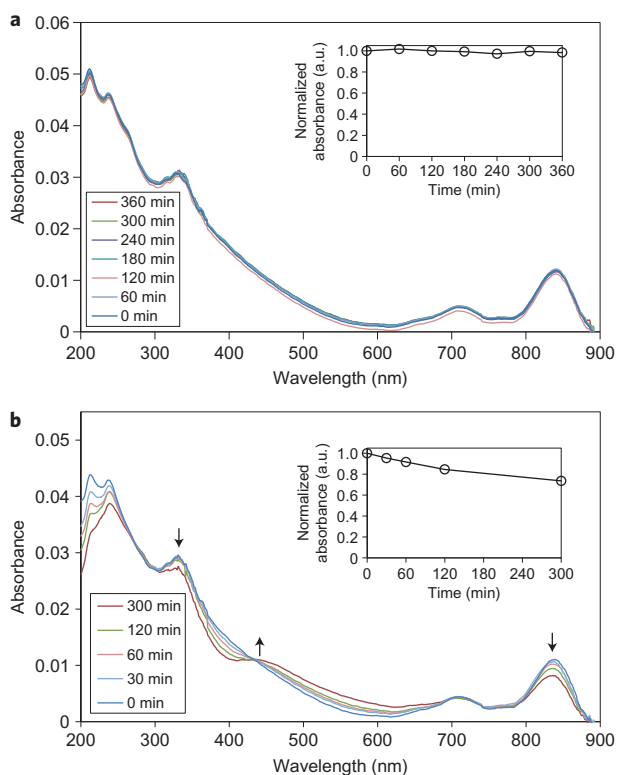 a
0.06
0.05
0.04
0.03
0.02
0.01
0
Absorbance
360 min
300 min
240 min
180 min
120 min
60 min
0 min
200 300 400 500 600 700 800 900
Wavelength (nm)
Normalized
absorbance (a.u.)
1.0
0.8
0.6
0.4
0.2
0
0 60 120 180 240 300 360
Time (min)
b
0.05
0.04
0.03
0.02
0.01
0
Absorbance
300 min
120 min
60 min
30 min
0 min
200 300 400 500 600 700 800 900
Wavelength (nm)
Normalized
absorbance (a.u.)
1.0
0.8
0.6
0.4
0.2
0
0 60 120 180 240 300
Time (min)